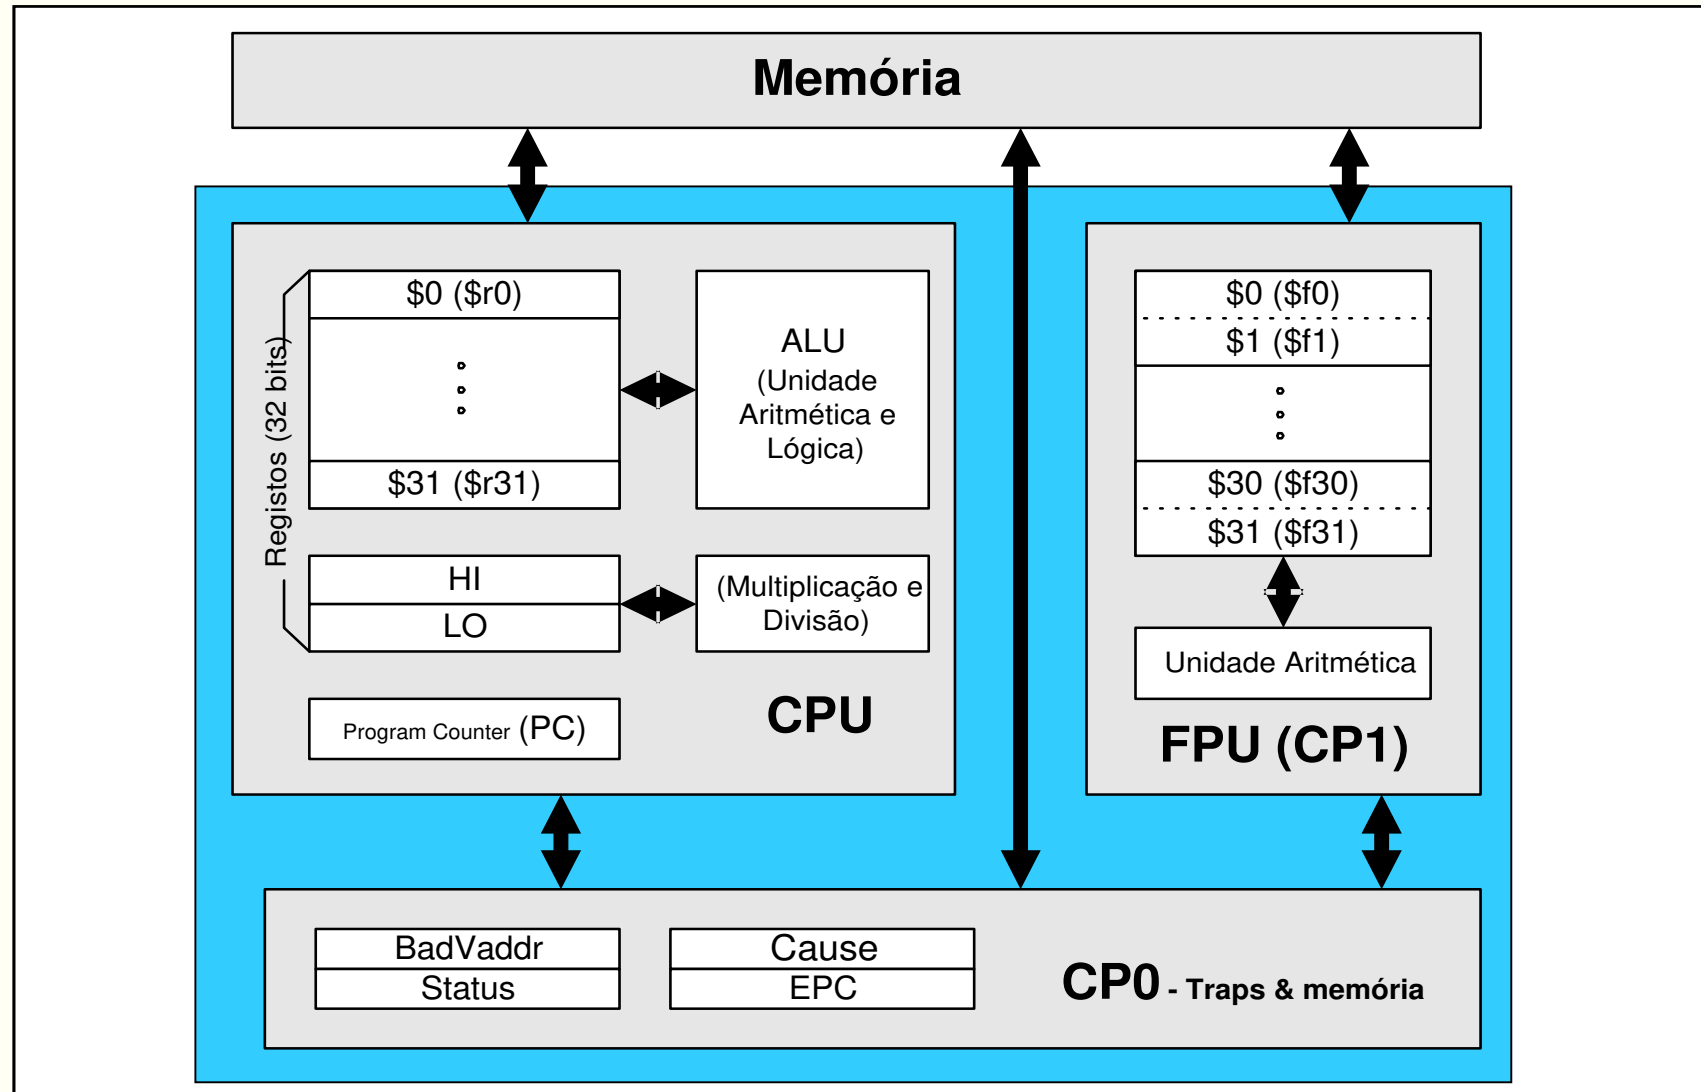 Memória
Registos (32 bits)
$0 ($r0)
$31 ($r31)
HI
LO
Program Counter (PC)
ALU
(Unidade
Aritmética e
Lógica)
(Multiplicação e
Divisão)
CPU
$0 ($f0)
$1 ($f1)
$30 ($f30)
$31 ($f31)
Unidade Aritmética
FPU (CP1)
BadVaddr
Status
Cause
EPC
CP0 - Traps & memória